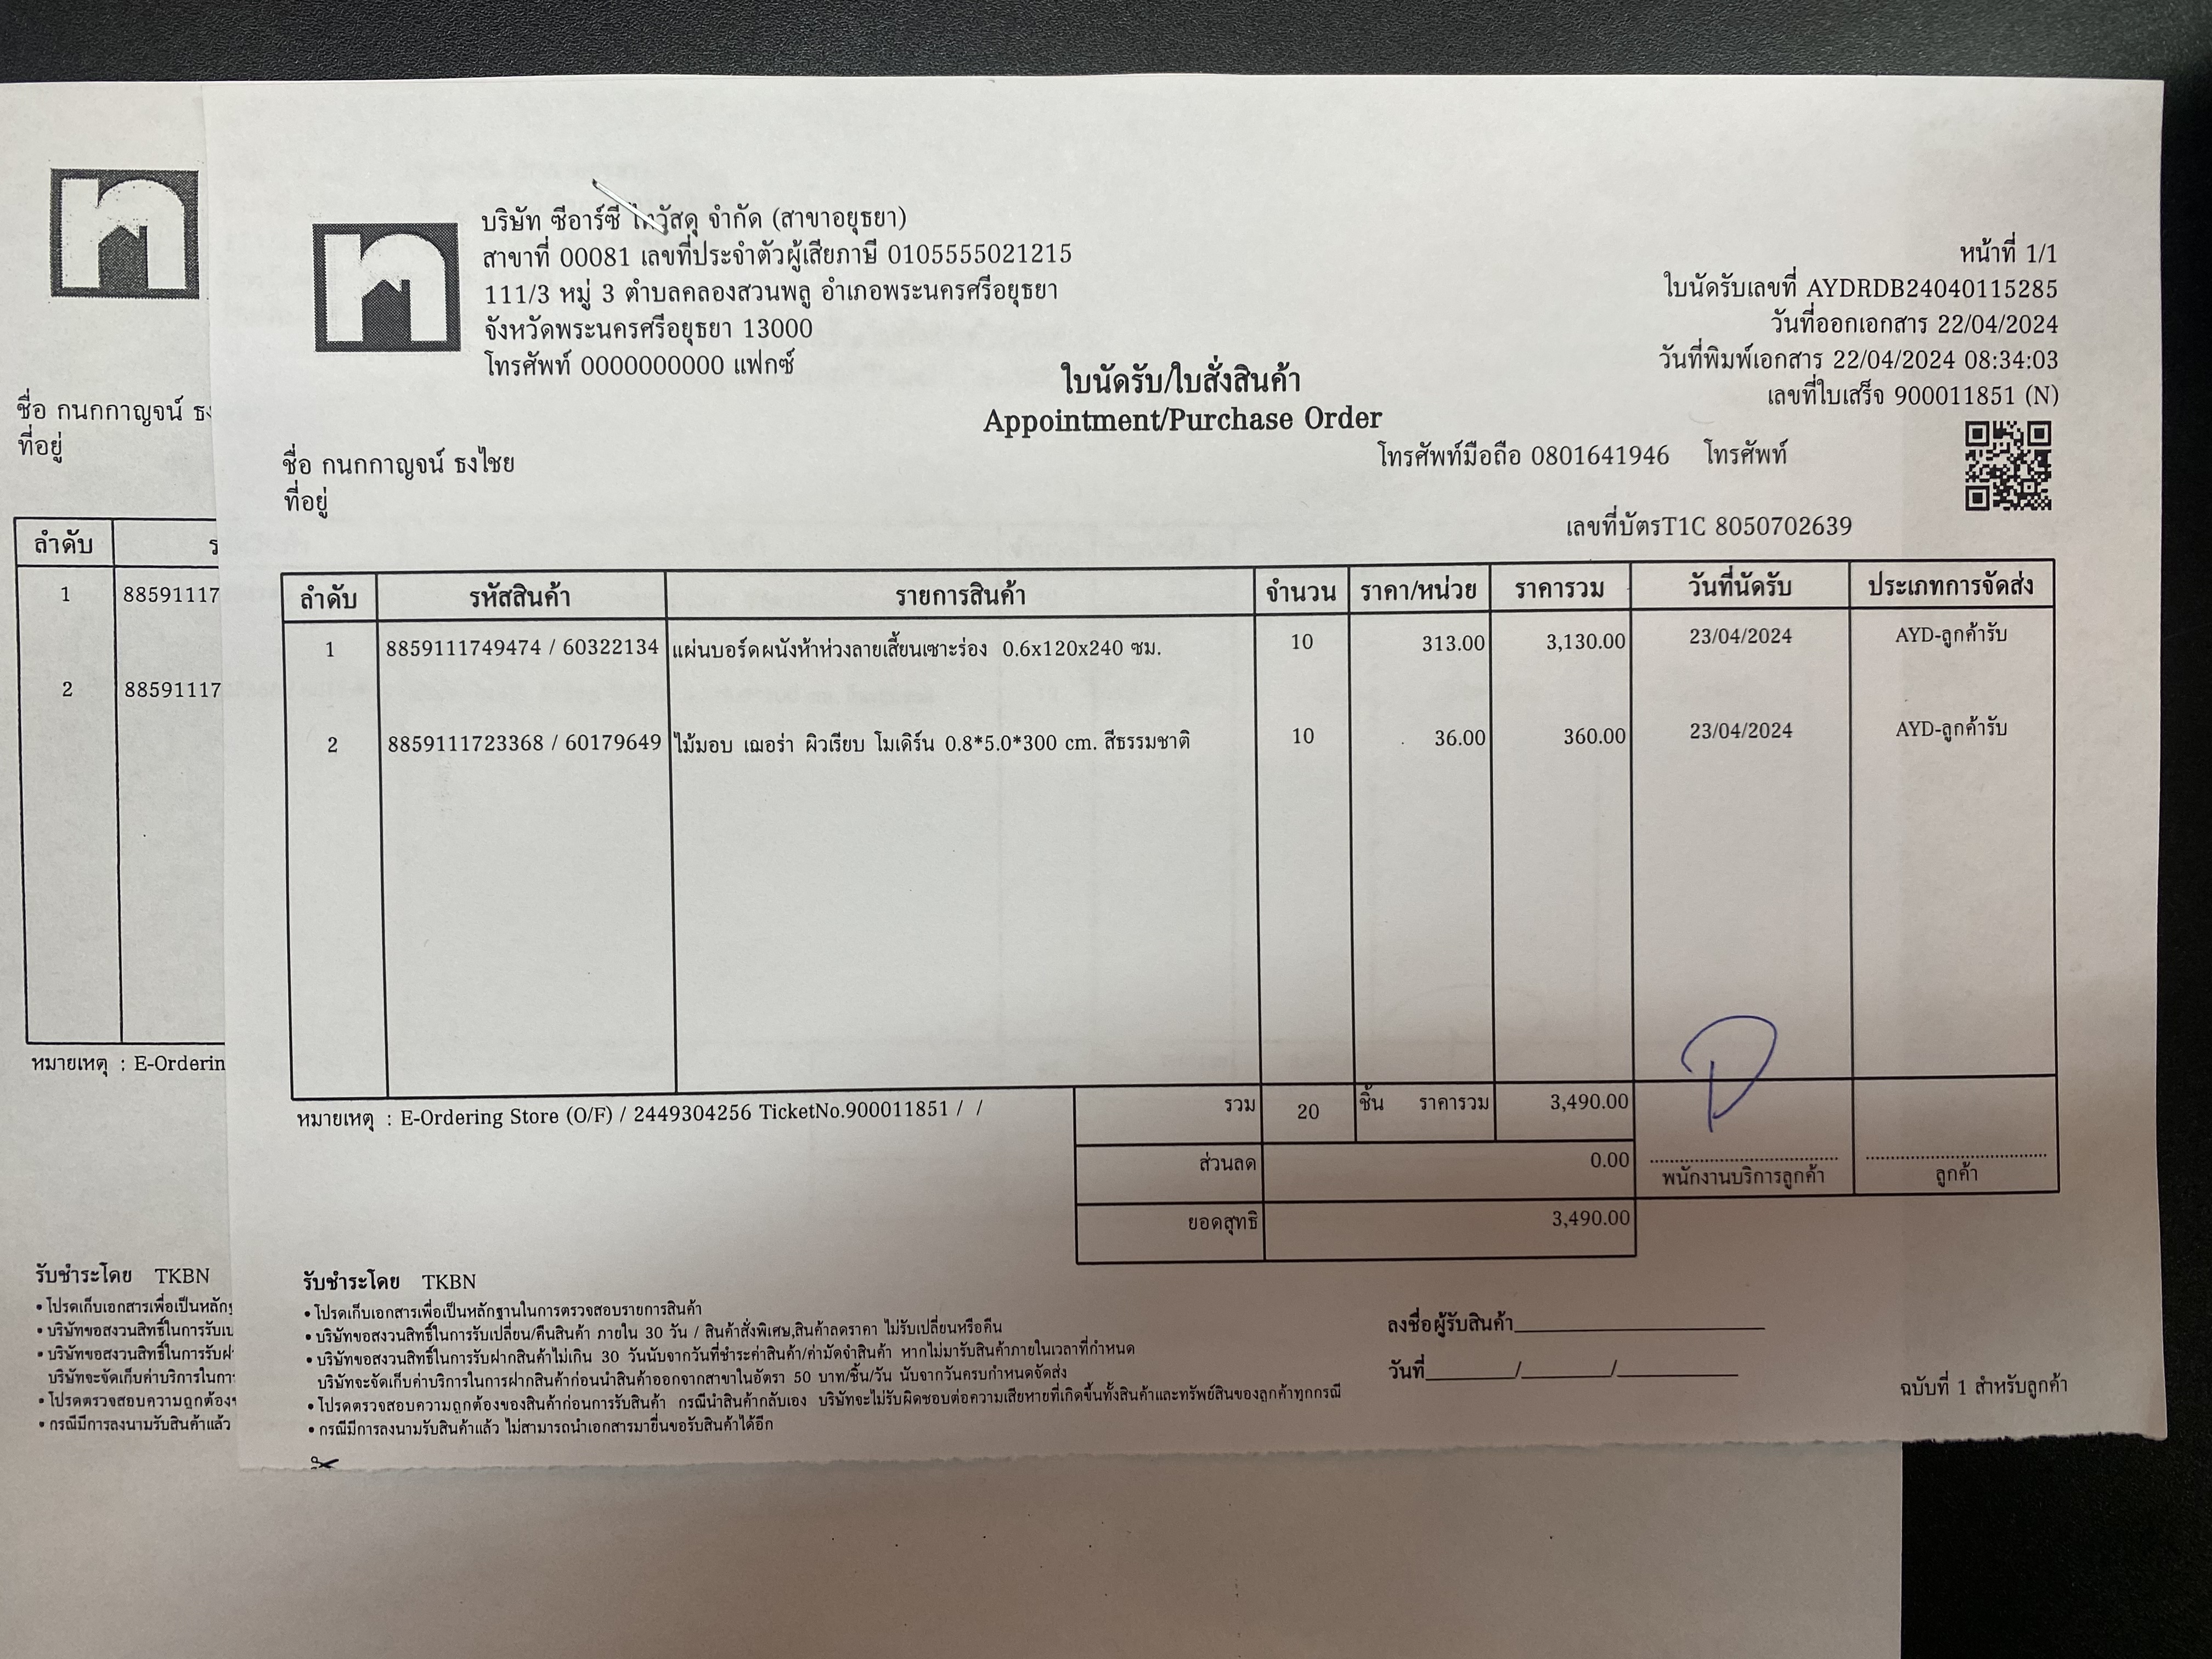 บริษัท ซีอาร์ซี ไทวัสดุ จำกัด (สาขาอยุธยา)
สาขาที่ 00081 เลขที่ประจำตัวผู้เสียภาษี 0105555021215
111/3 หมู่ 3 ตำบลคลองสวนพลู อำเภอพระนครศรีอยุธยา
จังหวัดพระนครศรีอยุธยา 13000
โทรศัพท์ 0000000000 แฟกซ์
หน้าที่ 1/1
ใบนัดรับเลขที่ AYDRDB24040115285
วันที่ออกเอกสาร 22/04/2024
วันที่พิมพ์เอกสาร 22/04/2024 08:34:03
เลขที่ใบเสร็จ 900011851 (N)
ใบนัดรับ/ใบสั่งสินค้า
Appointment/Purchase Order
ชื่อ กนกกาญจน์ ธงไชย
โทรศัพท์มือถือ 0801641946 โทรศัพท์
ที่อยู่
เลขที่บัตรT1C 8050702639
ลำดับ รหัสสินค้า รายการสินค้า จำนวน ราคา/หน่วย ราคารวม วันที่นัดรับ ประเภทการจัดส่ง
1 8859111749474 / 60322134 แผ่นบอร์ดผนังห้าห่วงลายเสี้ยนเซาะร่อง 0.6x120x240 ซม. 10 313.00 3,130.00 23/04/2024 AYD-ลูกค้ารับ
2 8859111723368 / 60179649 ไม้มอบ เฌอร่า ผิวเรียบ โมเดิร์น 0.8*5.0*300 cm. สีธรรมชาติ 10 36.00 360.00 23/04/2024 AYD-ลูกค้ารับ
หมายเหตุ : E-Ordering Store (O/F) / 2449304256 TicketNo.900011851 / /
รวม 20 ชิ้น ราคารวม 3,490.00
ส่วนลด 0.00
พนักงานบริการลูกค้า ลูกค้า
ยอดสุทธิ 3,490.00
รับชำระโดย TKBN
• โปรดเก็บเอกสารเพื่อเป็นหลักฐานในการตรวจสอบรายการสินค้า
• บริษัทขอสงวนสิทธิ์ในการรับเปลี่ยน/คืนสินค้า ภายใน 30 วัน / สินค้าสั่งพิเศษ,สินค้าลดราคา ไม่รับเปลี่ยนหรือคืน
• บริษัทขอสงวนสิทธิ์ในการรับฝากสินค้าไม่เกิน 30 วันนับจากวันที่ชำระค่าสินค้า/ค่ามัดจำสินค้า หากไม่มารับสินค้าภายในเวลาที่กำหนด
บริษัทจะจัดเก็บค่าบริการในการฝากสินค้าก่อนนำสินค้าออกจากสาขาในอัตรา 50 บาท/ชิ้น/วัน นับจากวันครบกำหนดจัดส่ง
• โปรดตรวจสอบความถูกต้องของสินค้าก่อนการรับสินค้า กรณีนำสินค้ากลับเอง บริษัทจะไม่รับผิดชอบต่อความเสียหายที่เกิดขึ้นทั้งสินค้าและทรัพย์สินของลูกค้าทุกกรณี
• กรณีมีการลงนามรับสินค้าแล้ว ไม่สามารถนำเอกสารมายื่นขอรับสินค้าได้อีก
ลงชื่อผู้รับสินค้า
วันที่ / /
ฉบับที่ 1 สำหรับลูกค้า
ชื่อ กนกกาญจน์
ที่อยู่
ลำดับ
1 88591117
2 88591117
หมายเหตุ : E-Orderin
รับชำระโดย TKBN
• โปรดเก็บเอกสารเพื่อเป็นหลัก
• บริษัทขอสงวนสิทธิ์ในการรับ
• บริษัทขอสงวนสิทธิ์ในการรับ
บริษัทจะจัดเก็บค่าบริการใน
• โปรดตรวจสอบความถูกต้อง
• กรณีมีการลงนามรับสินค้าแล้ว